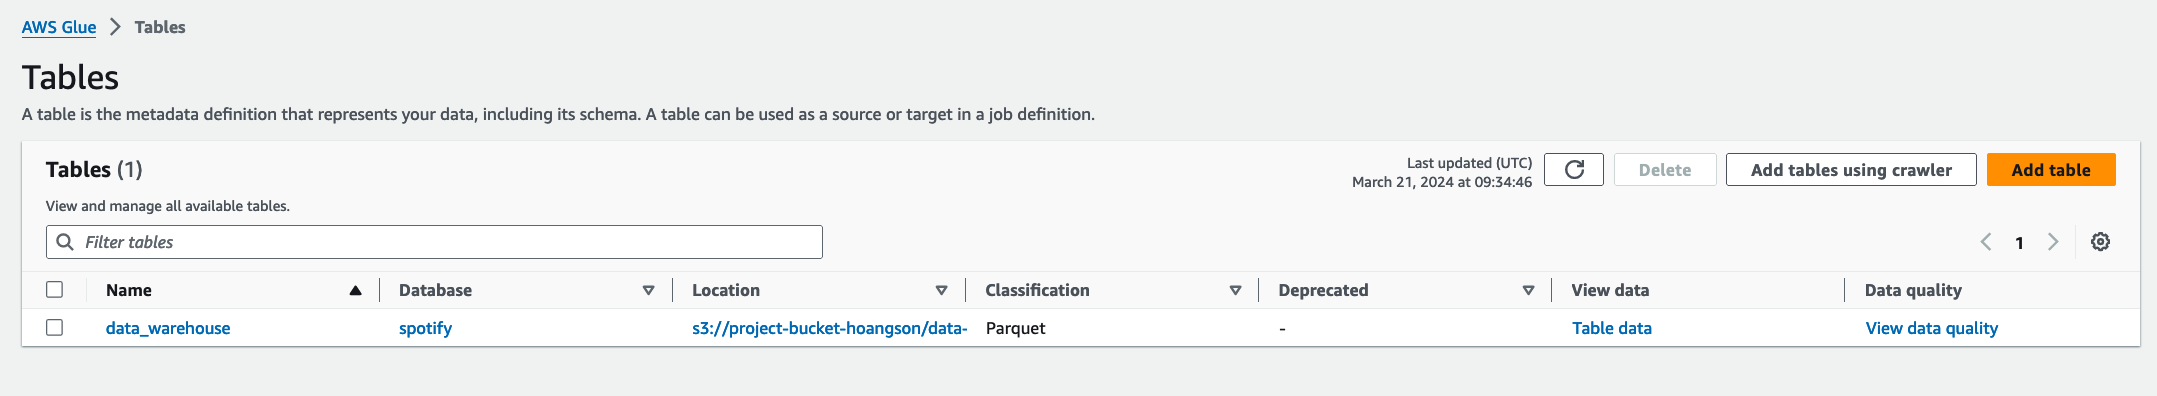 AWS Glue > Tables
Tables
A table is the metadata definition that represents your data, including its schema. A table can be used as a source or target in a job definition.
Tables (1)
Last updated (UTC)
March 21, 2024 at 09:34:46
Delete
Add tables using crawler
Add table
View and manage all available tables.
Filter tables
1
Name Database Location Classification Deprecated View data Data quality
data_warehouse spotify s3://project-bucket-hoangson/data- Parquet - Table data View data quality